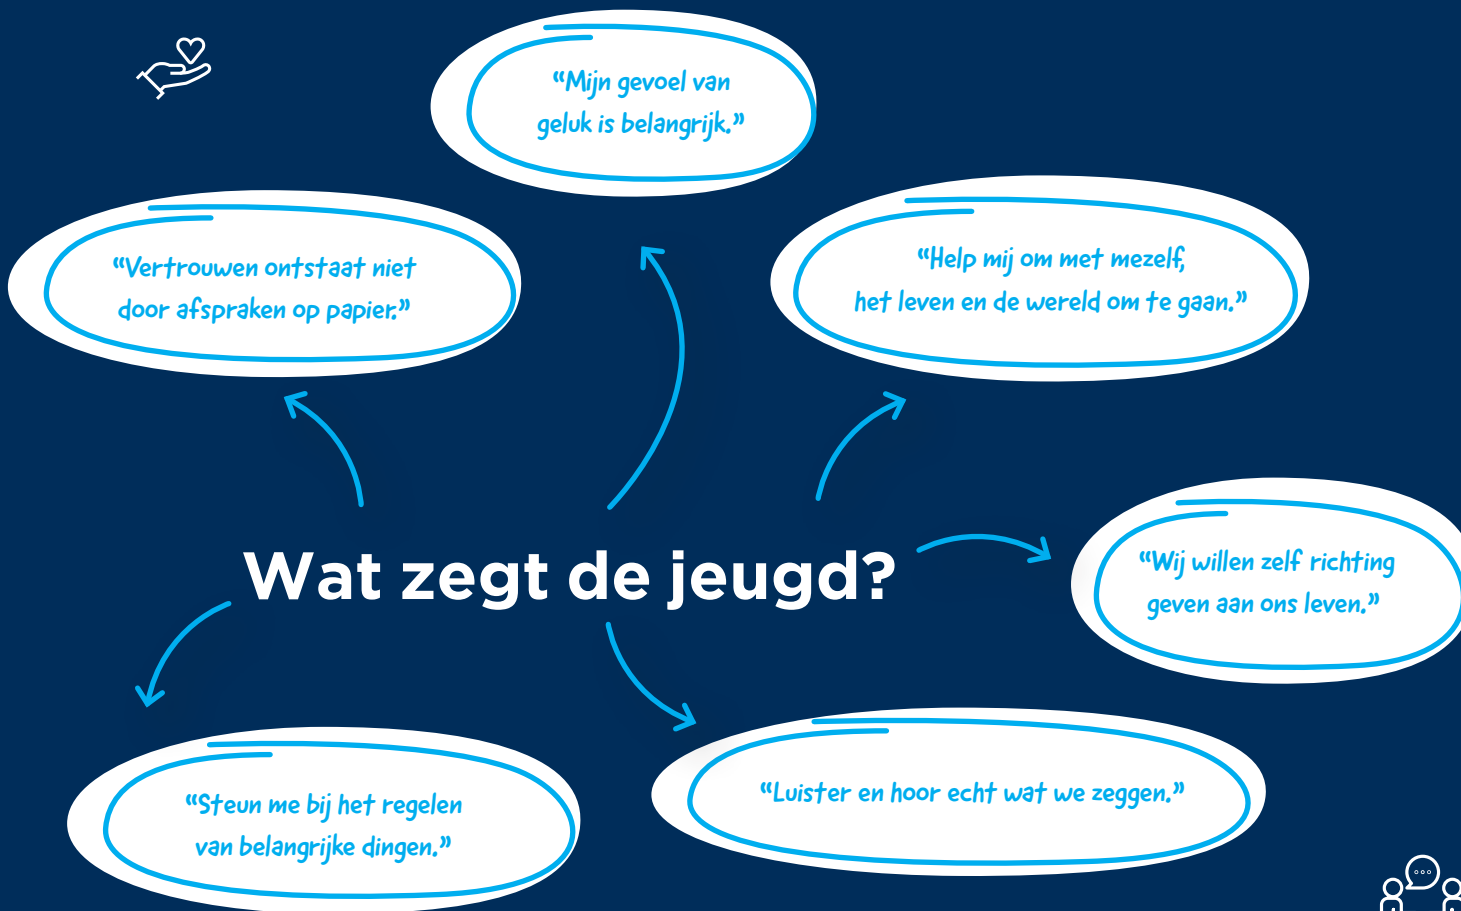 “Mijn gevoel van
geluk is belangrijk.”
“Vertrouwen ontstaat niet
door afspraken op papier.”
“Help mij om met mezelf,
het leven en de wereld om te gaan.”
Wat zegt de jeugd?
“Wij willen zelf richting
geven aan ons leven.”
“Steun me bij het regelen
van belangrijke dingen.”
“Luister en hoor echt wat we zeggen.”